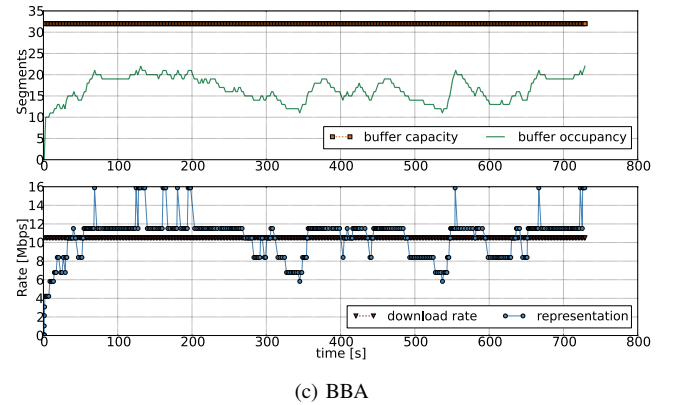 35
30
25
20
15
10
5
0
Segments
buffer capacity buffer occupancy
0 100 200 300 400 500 600 700 800
16
14
12
10
8
6
4
2
0
Rate [Mbps]
download rate representation
0 100 200 300 400 500 600 700 800
time [s]
(c) BBA